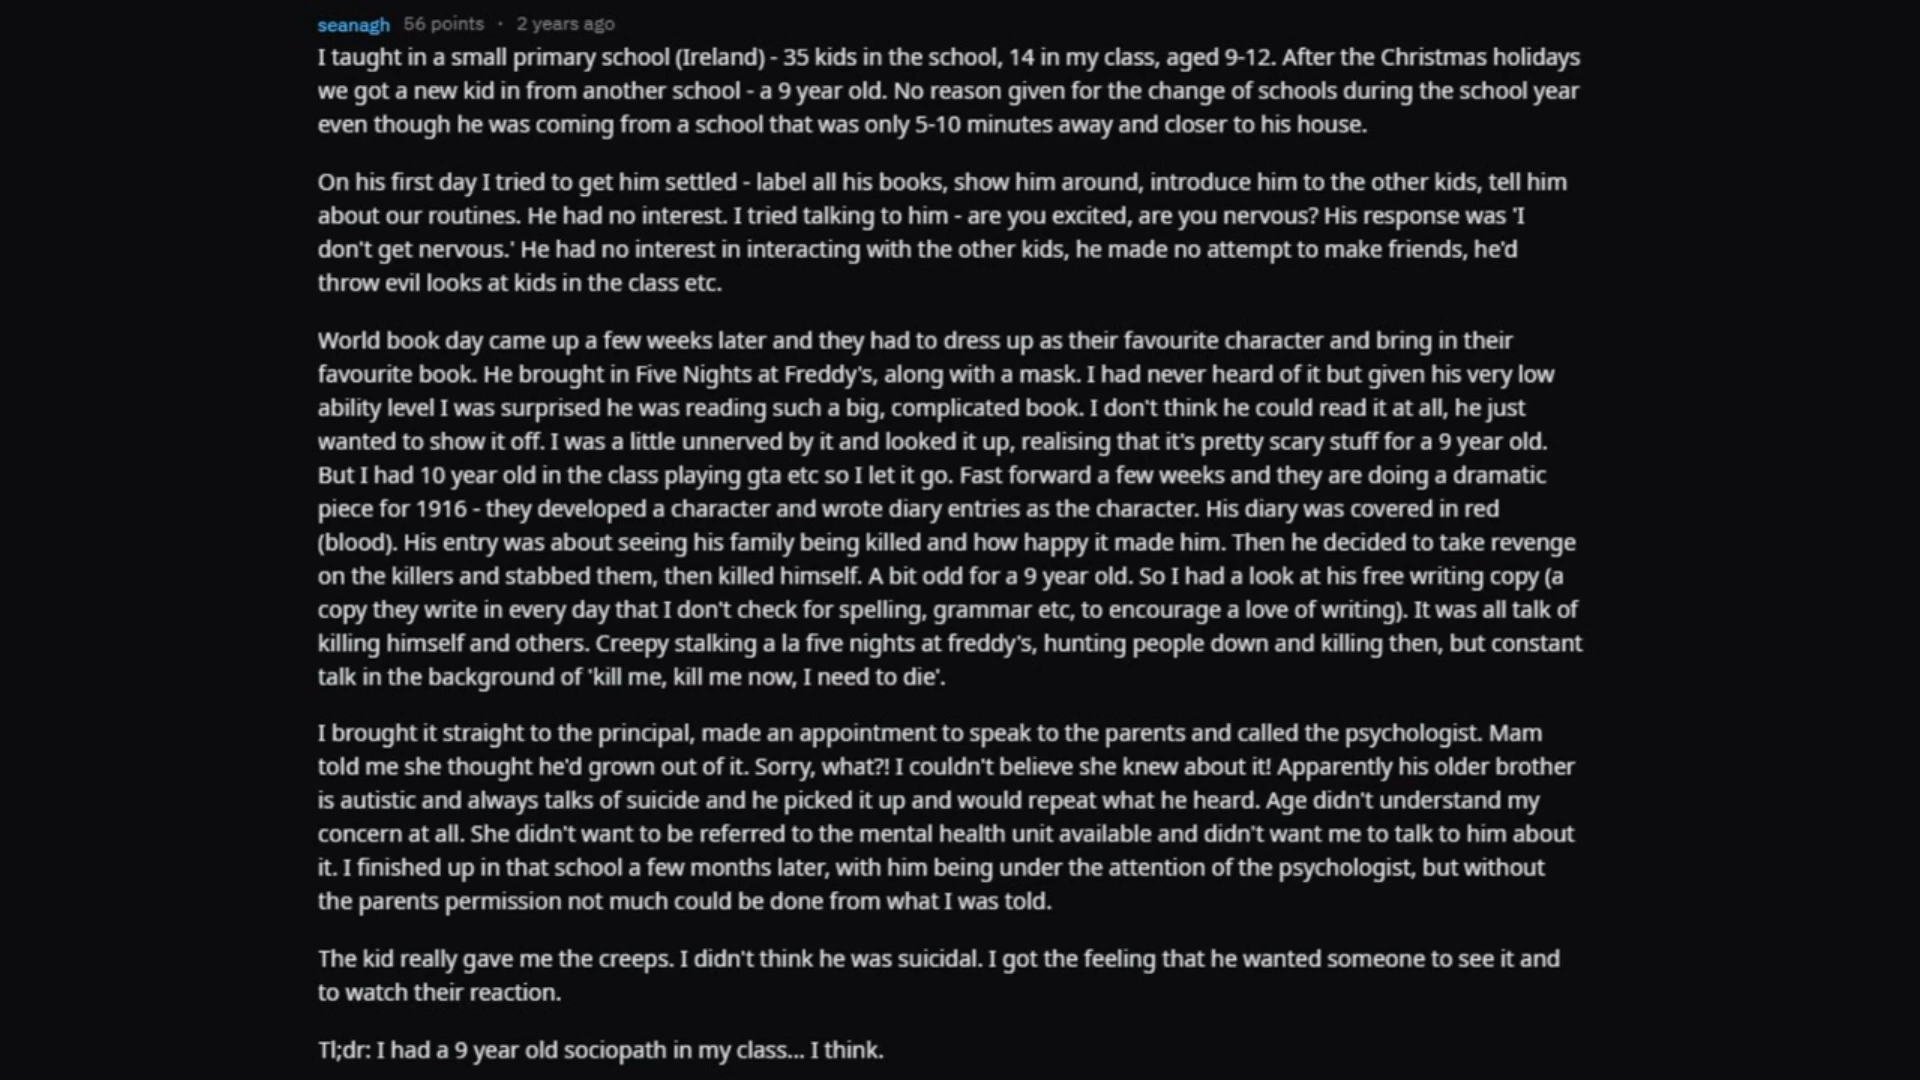 seanagh 56 points · 2 years ago
I taught in a small primary school (Ireland) - 35 kids in the school, 14 in my class, aged 9-12. After the Christmas holidays
we got a new kid in from another school - a 9 year old. No reason given for the change of schools during the school year
even though he was coming from a school that was only 5-10 minutes away and closer to his house.
On his first day I tried to get him settled - label all his books, show him around, introduce him to the other kids, tell him
about our routines. He had no interest. I tried talking to him - are you excited, are you nervous? His response was 'I
don't get nervous.' He had no interest in interacting with the other kids, he made no attempt to make friends, he'd
throw evil looks at kids in the class etc.
World book day came up a few weeks later and they had to dress up as their favourite character and bring in their
favourite book. He brought in Five Nights at Freddy's, along with a mask. I had never heard of it but given his very low
ability level I was surprised he was reading such a big, complicated book. I don't think he could read it at all, he just
wanted to show it off. I was a little unnerved by it and looked it up, realising that it's pretty scary stuff for a 9 year old.
But I had 10 year old in the class playing gta etc so I let it go. Fast forward a few weeks and they are doing a dramatic
piece for 1916 - they developed a character and wrote diary entries as the character. His diary was covered in red
(blood). His entry was about seeing his family being killed and how happy it made him. Then he decided to take revenge
on the killers and stabbed them, then killed himself. A bit odd for a 9 year old. So I had a look at his free writing copy (a
copy they write in every day that I don't check for spelling, grammar etc, to encourage a love of writing). It was all talk of
killing himself and others. Creepy stalking a la five nights at freddy's, hunting people down and killing then, but constant
talk in the background of 'kill me, kill me now, I need to die'.
I brought it straight to the principal, made an appointment to speak to the parents and called the psychologist. Mam
told me she thought he'd grown out of it. Sorry, what?! I couldn't believe she knew about it! Apparently his older brother
is autistic and always talks of suicide and he picked it up and would repeat what he heard. Age didn't understand my
concern at all. She didn't want to be referred to the mental health unit available and didn't want me to talk to him about
it. I finished up in that school a few months later, with him being under the attention of the psychologist, but without
the parents permission not much could be done from what I was told.
The kid really gave me the creeps. I didn't think he was suicidal. I got the feeling that he wanted someone to see it and
to watch their reaction.
Tl;dr: I had a 9 year old sociopath in my class... I think.